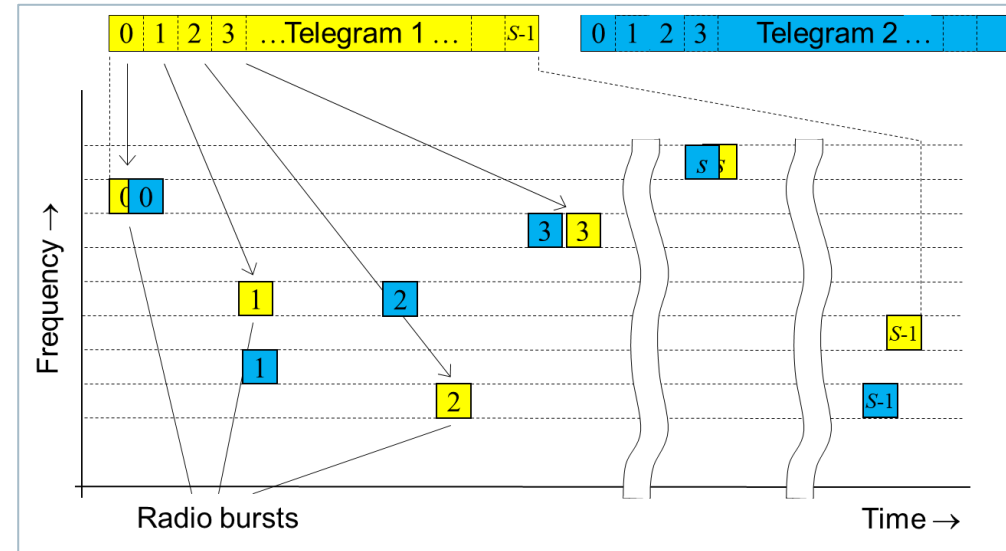 0 1 2 3 …Telegram 1 … S-1
0 1 2 3 Telegram 2 …
s s
0 0
3 3
1 2
S-1
1
2 S-1
Frequency →
Radio bursts
Time →